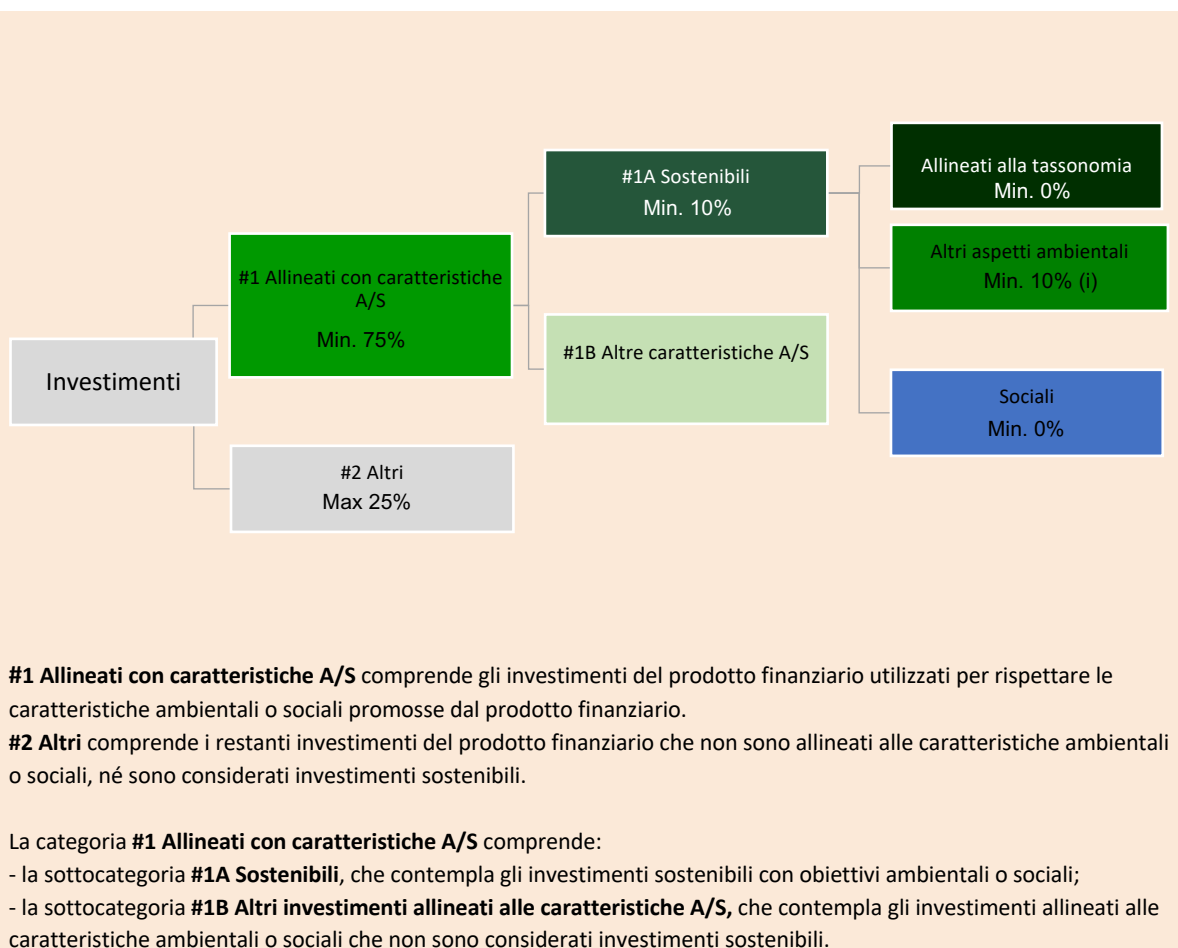 Investimenti
#1 Allineati con caratteristiche
A/S
Min. 75%
#2 Altri
Max 25%
#1A Sostenibili
Min. 10%
#1B Altre caratteristiche A/S
Allineati alla tassonomia
Min. 0%
Altri aspetti ambientali
Min. 10% (i)
Sociali
Min. 0%
#1 Allineati con caratteristiche A/S comprende gli investimenti del prodotto finanziario utilizzati per rispettare le
caratteristiche ambientali o sociali promosse dal prodotto finanziario.
#2 Altri comprende i restanti investimenti del prodotto finanziario che non sono allineati alle caratteristiche ambientali
o sociali, né sono considerati investimenti sostenibili.
La categoria #1 Allineati con caratteristiche A/S comprende:
- la sottocategoria #1A Sostenibili, che contempla gli investimenti sostenibili con obiettivi ambientali o sociali;
- la sottocategoria #1B Altri investimenti allineati alle caratteristiche A/S, che contempla gli investimenti allineati alle
caratteristiche ambientali o sociali che non sono considerati investimenti sostenibili.